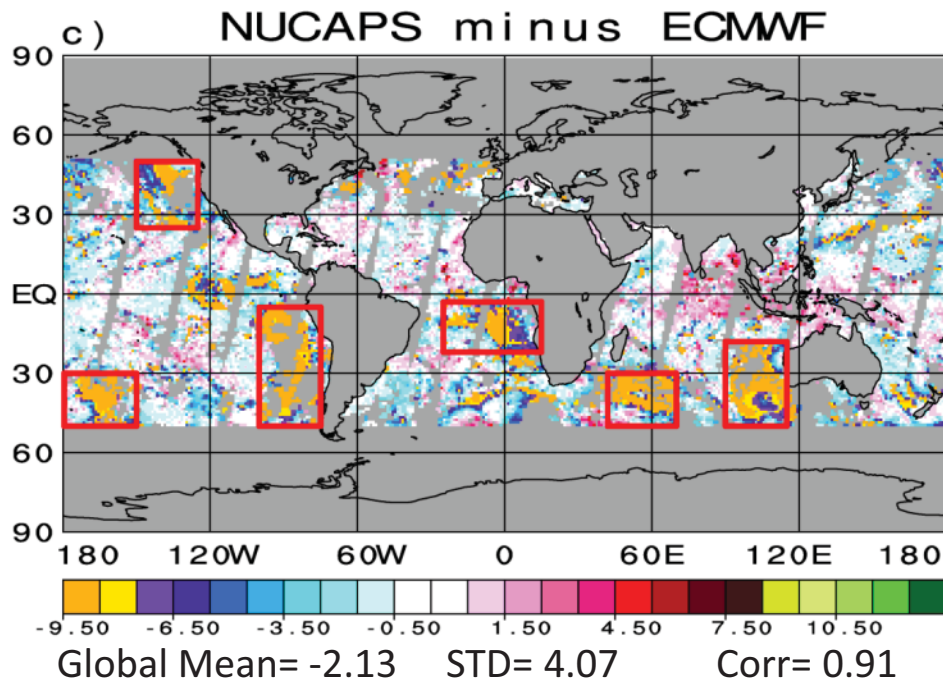 c) NUCAPS minus ECMWF
90
60
30
EQ
30
60
90
180 120W 60W 0 60E 120E 180
-9.50 -6.50 -3.50 -0.50 1.50 4.50 7.50 10.50
Global Mean= -2.13 STD= 4.07 Corr= 0.91